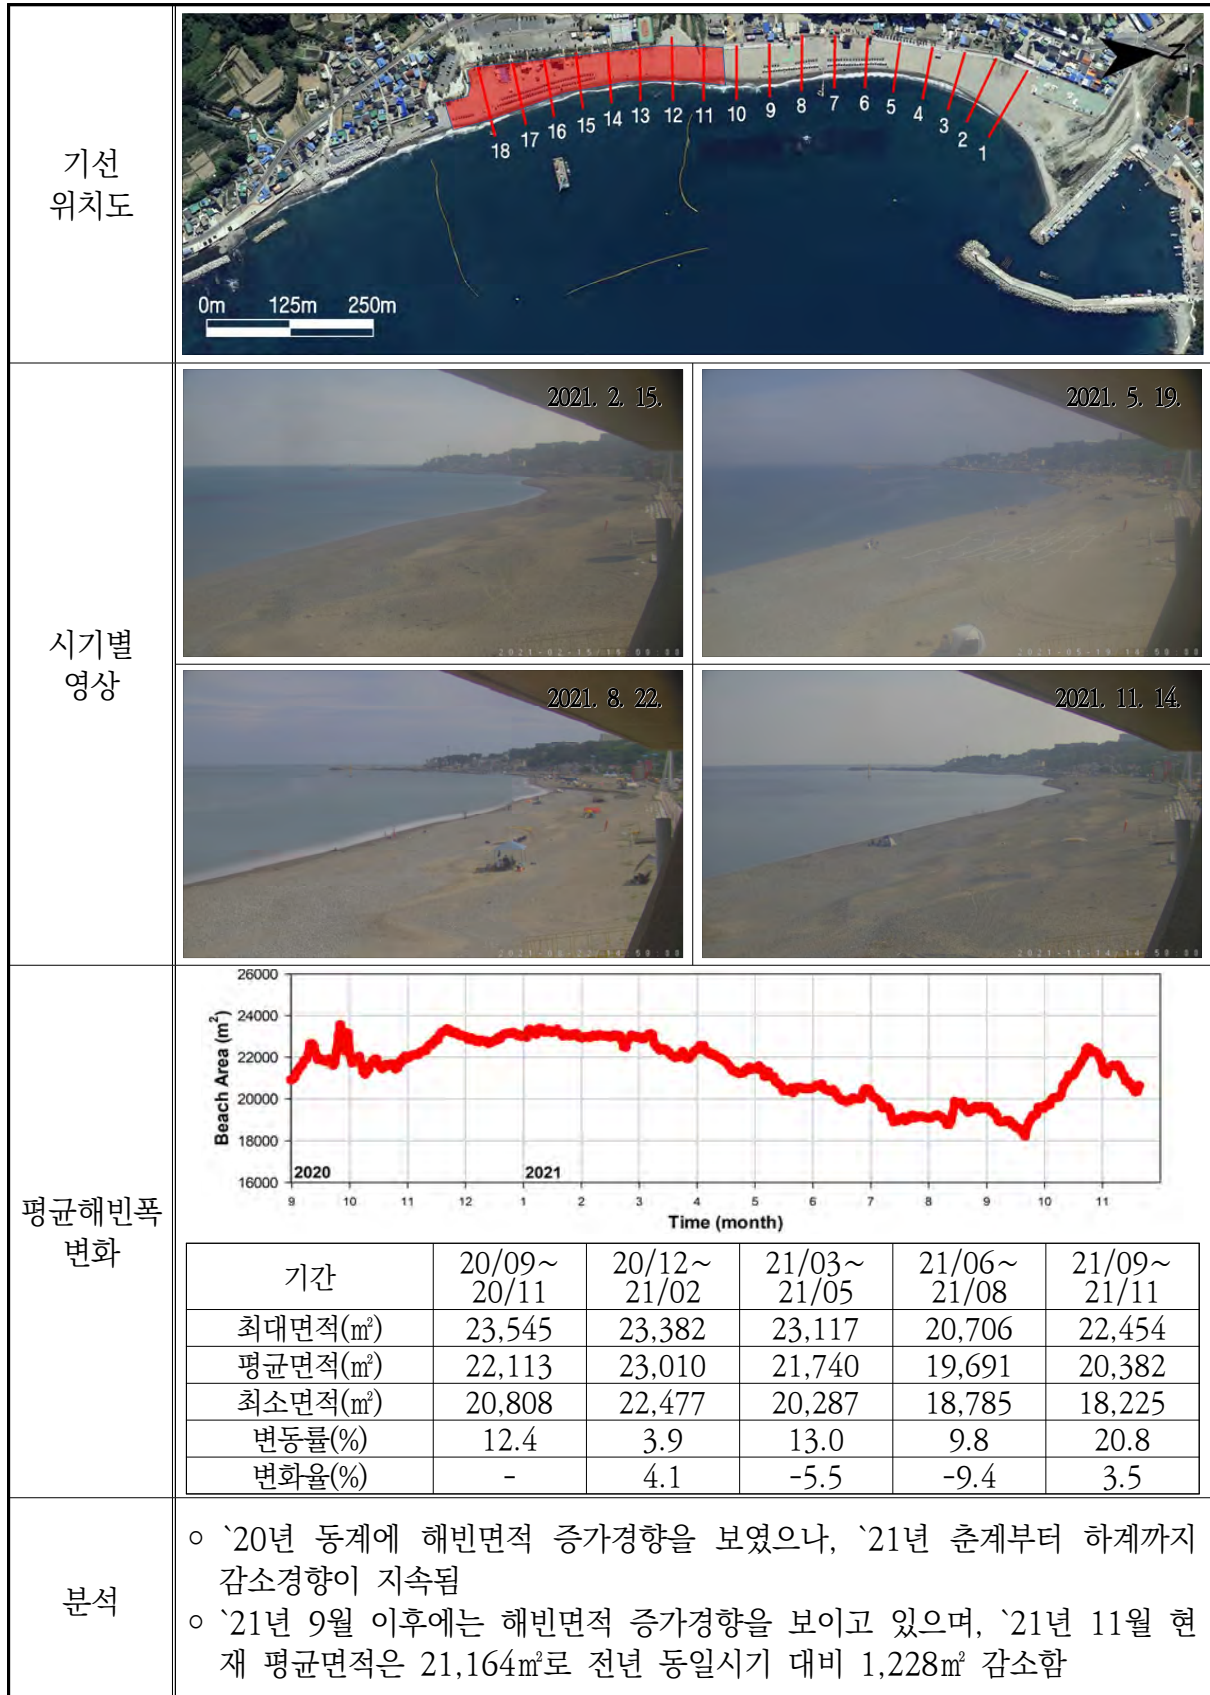 기선
위치도
N
18 17 16 15 14 13 12 11 10 9 8 7 6 5 4 3 2 1
0m 125m 250m
시기별
영상
2021. 2. 15.
2021. 5. 19.
2021. 8. 22.
2021. 11. 14.
평균해빈폭
변화
26000
24000
22000
20000
18000
16000
Beach Area (m²)
2020 2021
9 10 11 12 1 2 3 4 5 6 7 8 9 10 11
Time (month)
기간 20/09~20/11 20/12~21/02 21/03~21/05 21/06~21/08 21/09~21/11
최대면적(㎡) 23,545 23,382 23,117 20,706 22,454
평균면적(㎡) 22,113 23,010 21,740 19,691 20,382
최소면적(㎡) 20,808 22,477 20,287 18,785 18,225
변동률(%) 12.4 3.9 13.0 9.8 20.8
변화율(%) - 4.1 -5.5 -9.4 3.5
분석
○ `20년 동계에 해빈면적 증가경향을 보였으나, `21년 춘계부터 하계까지
감소경향이 지속됨
○ `21년 9월 이후에는 해빈면적 증가경향을 보이고 있으며, `21년 11월 현
재 평균면적은 21,164㎡로 전년 동일시기 대비 1,228㎡ 감소함